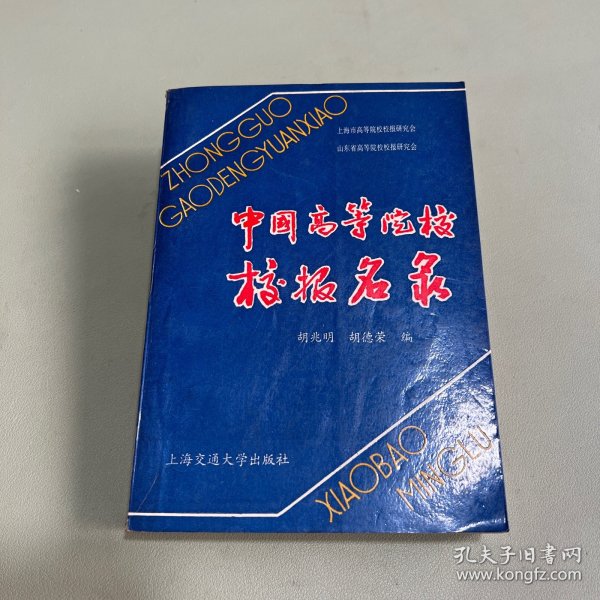 ZHONGGUO
GAODENGYUANXIAO
上海市高等院校校报研究会
山东省高等院校校报研究会
中国高等院校
校报名录
胡兆明 胡德荣 编
上海交通大学出版社
XIAOBAO
MINGLU
孔夫子旧书网
www.kongfz.com